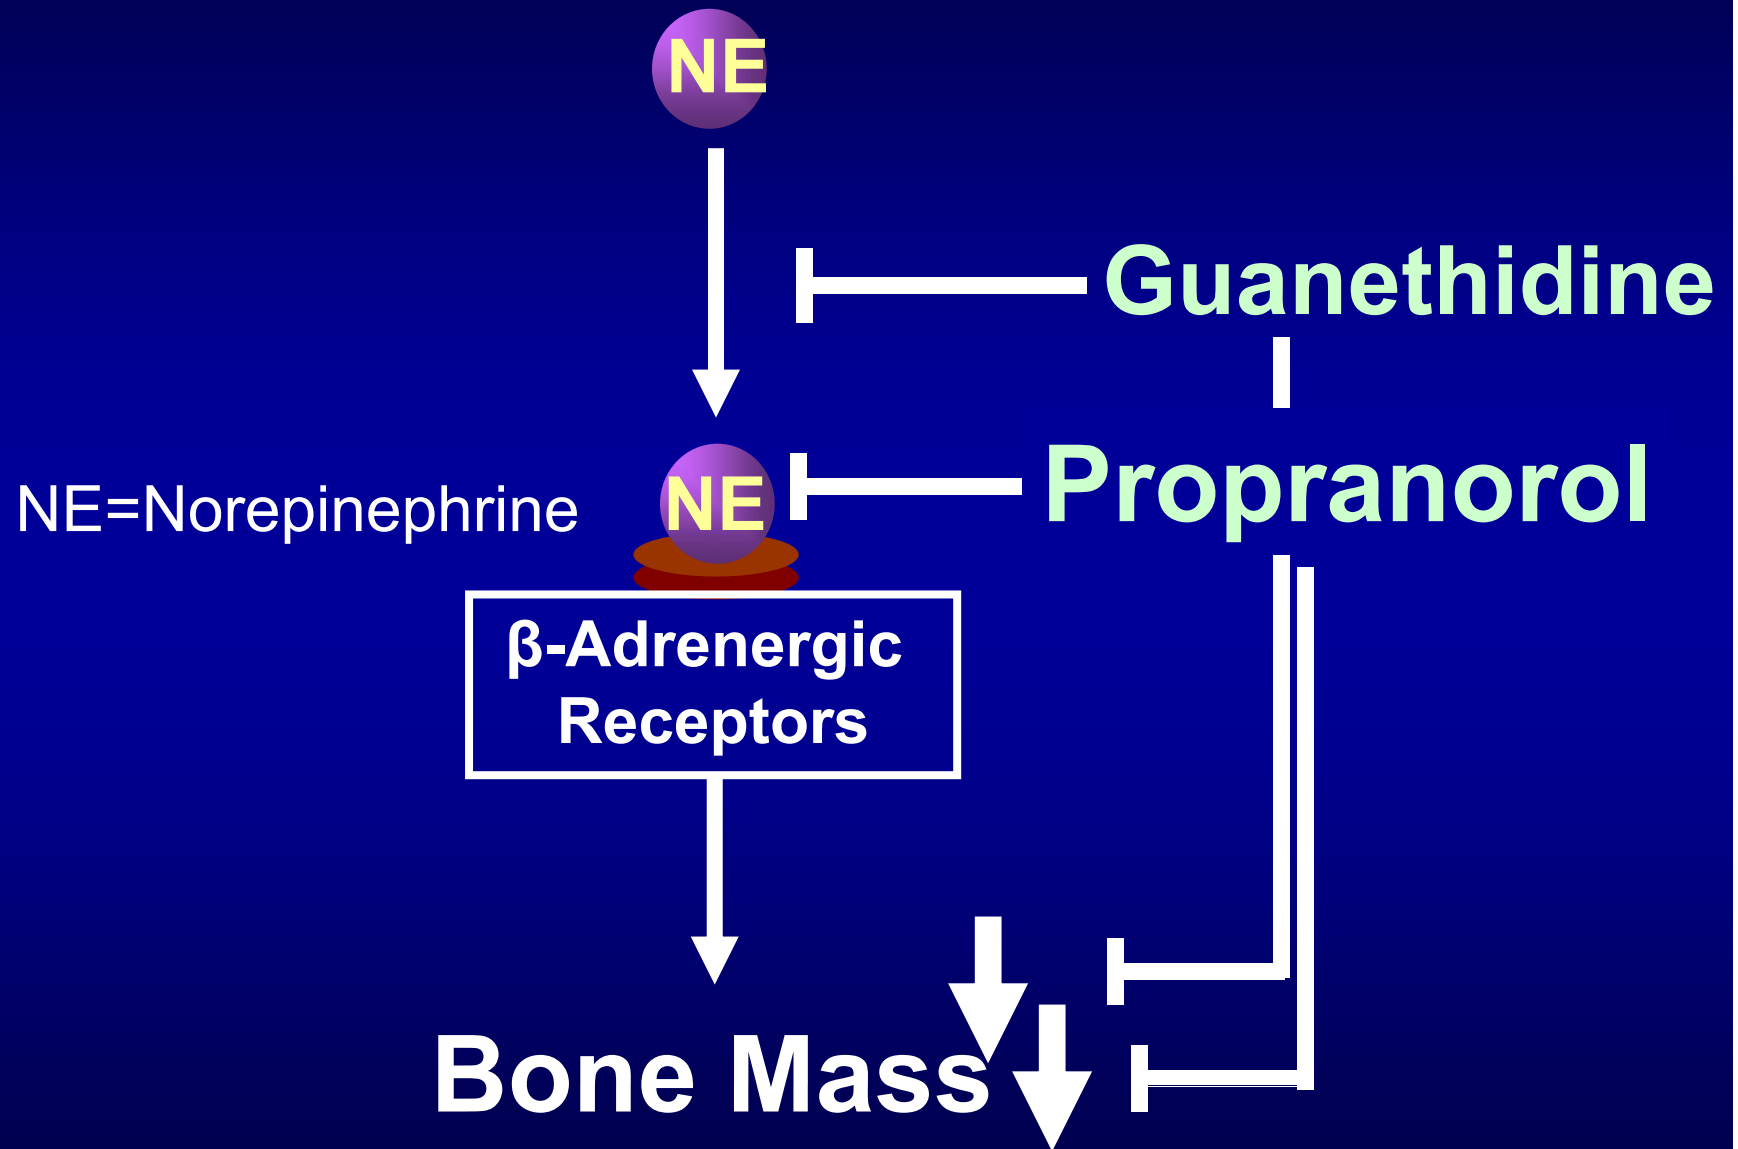 NE
Guanethidine
Propranorol
NE=Norepinephrine
NE
β-Adrenergic
Receptors
Bone Mass